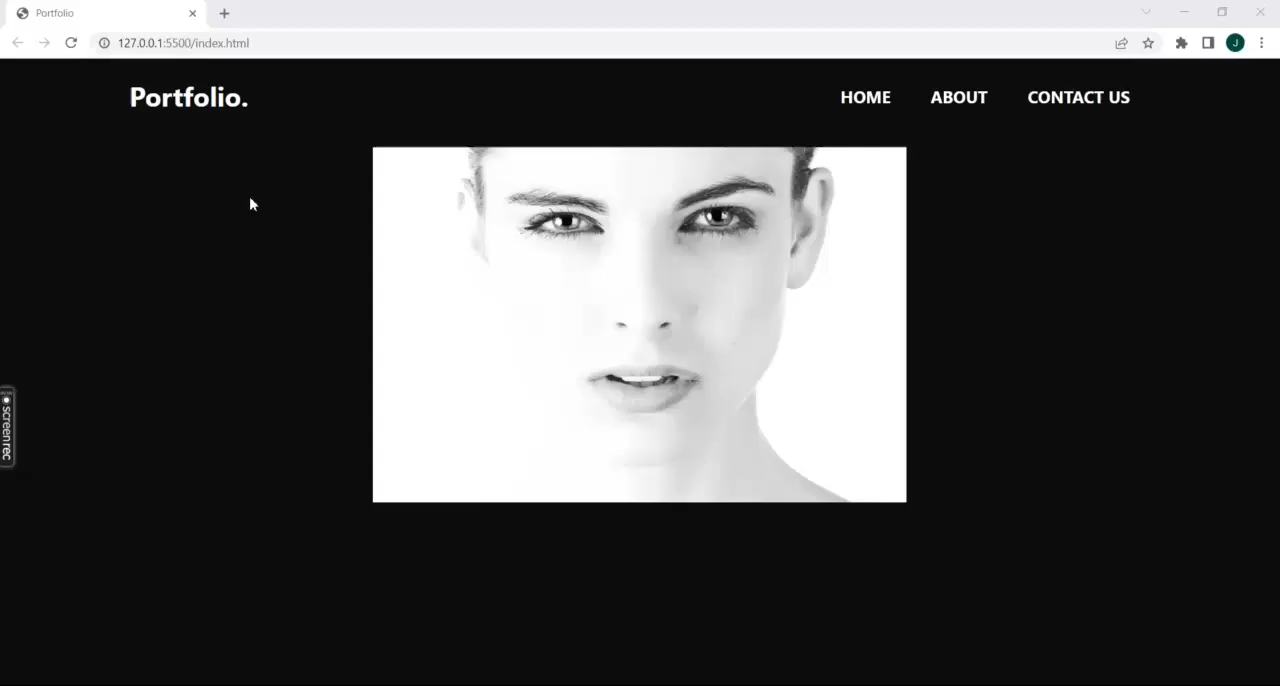 Portfolio
127.0.0.1:5500/index.html
J
Portfolio.
HOME ABOUT CONTACT US
screenrec